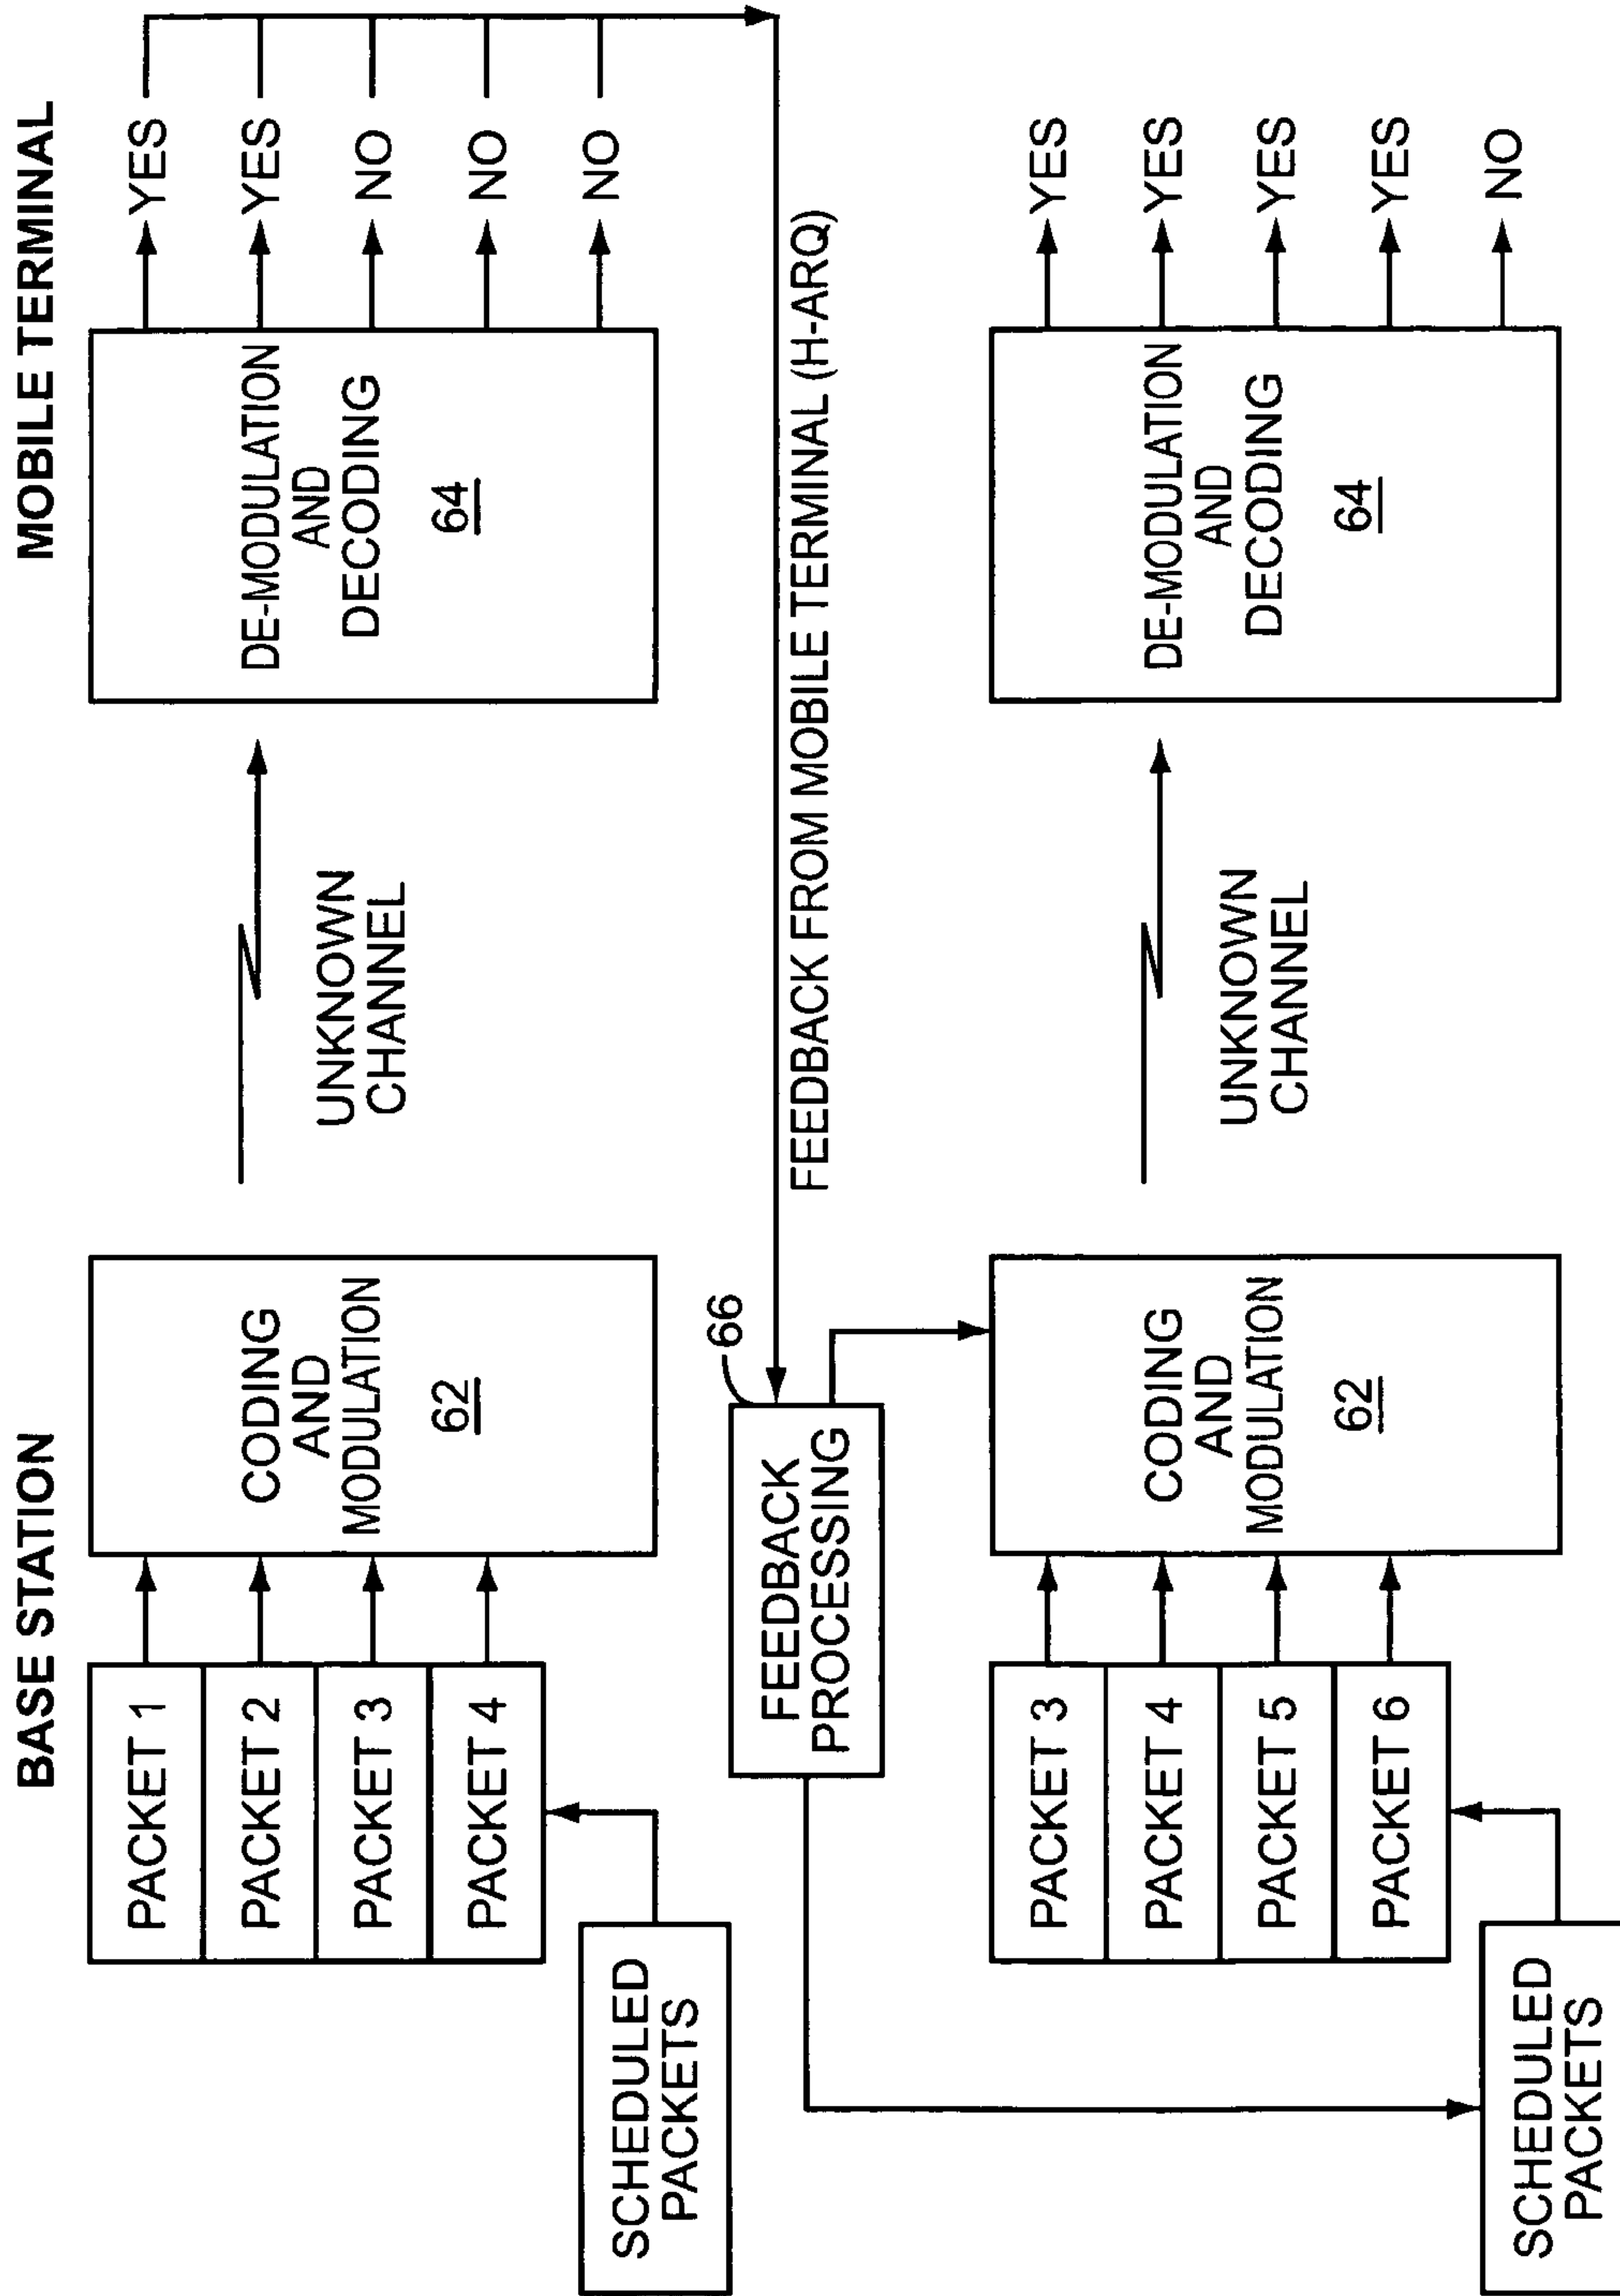 BASE STATION
MOBILE TERMINAL
PACKET 1
PACKET 2
PACKET 3
PACKET 4
SCHEDULED
PACKETS
CODING
AND
MODULATION
62
UNKNOWN
CHANNEL
DE-MODULATION
AND
DECODING
64
YES
YES
NO
NO
NO
66
FEEDBACK
PROCESSING
FEEDBACK FROM MOBILE TERMINAL (H-ARQ)
PACKET 3
PACKET 4
PACKET 5
PACKET 6
SCHEDULED
PACKETS
CODING
AND
MODULATION
62
UNKNOWN
CHANNEL
DE-MODULATION
AND
DECODING
64
YES
YES
YES
YES
NO